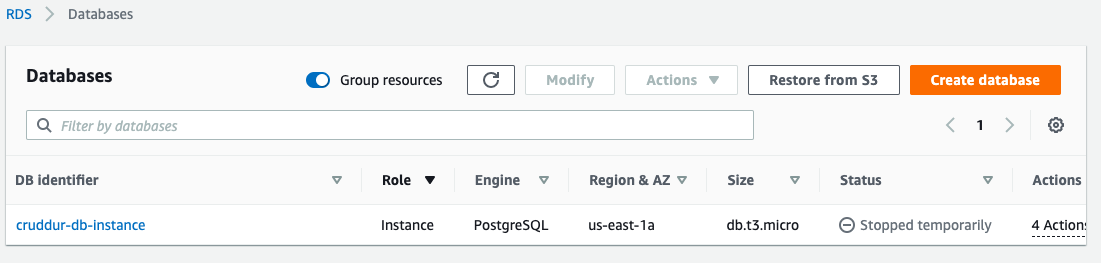 RDS > Databases
Databases Group resources Modify Actions Restore from S3 Create database
Filter by databases 1
DB identifier Role Engine Region & AZ Size Status Actions
cruddur-db-instance Instance PostgreSQL us-east-1a db.t3.micro Stopped temporarily 4 Actions